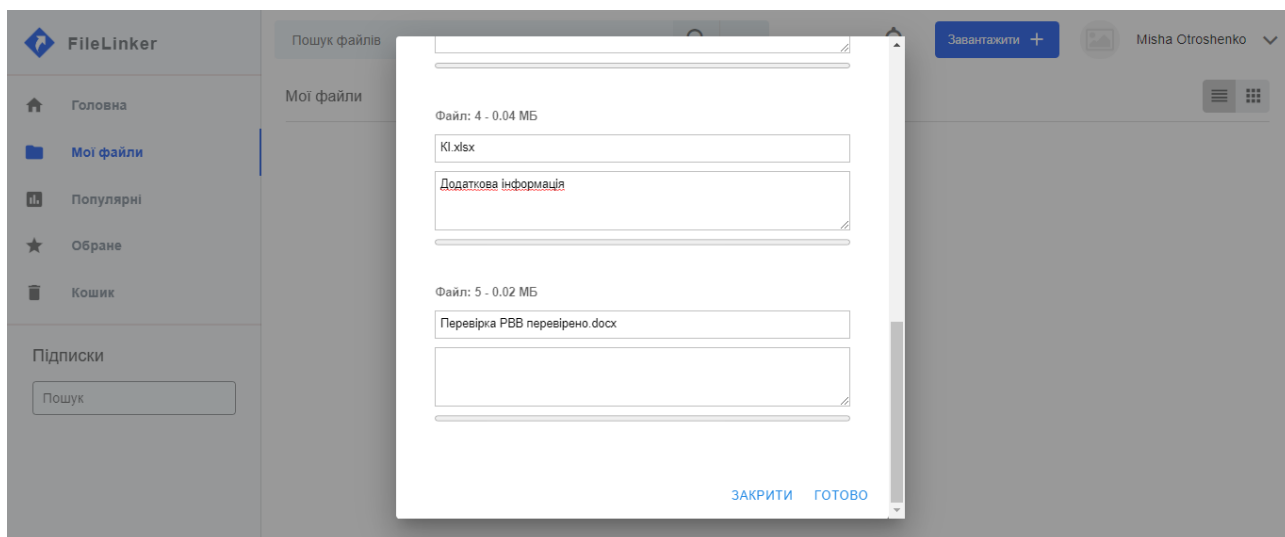 FileLinker
Пошук файлів
Завантажити +
Misha Otroshenko
Головна
Мої файли
Популярні
Обране
Кошик
Підписки
Пошук
Мої файли
Файл: 4 - 0.04 МБ
КІ.xlsx
Додаткова інформація
Файл: 5 - 0.02 МБ
Перевірка РВВ перевірено.docx
ЗАКРИТИ ГОТОВО